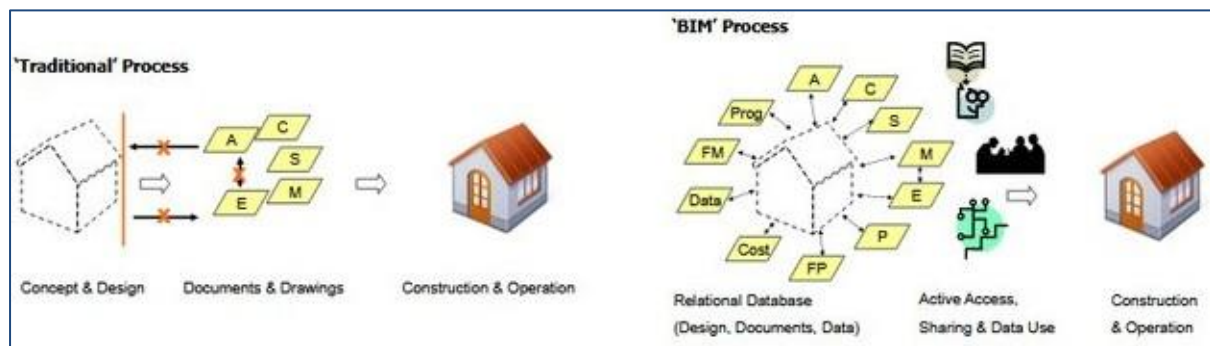 'Traditional' Process
A
C
S
E
M
Concept & Design
Documents & Drawings
Construction & Operation
'BIM' Process
A
C
Prog
S
FM
M
Data
E
Cost
P
FP
Relational Database
(Design, Documents, Data)
Active Access,
Sharing & Data Use
Construction
& Operation